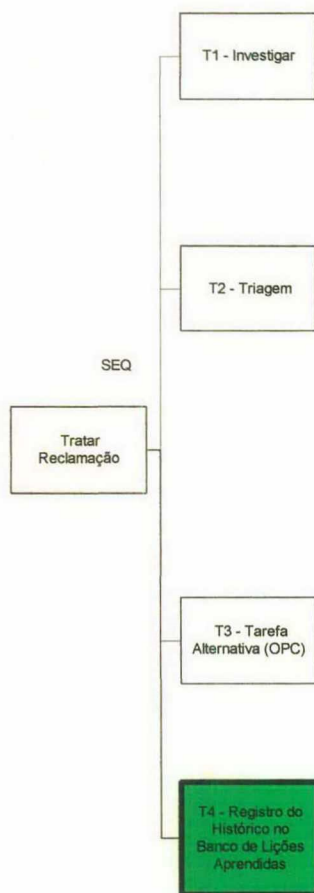 T1 - Investigar
T2 - Triagem
SEQ
Tratar
Reclamação
T3 - Tarefa
Alternativa (OPC)
T4 - Registro do
Histórico no
Banco de Lições
Aprendidas